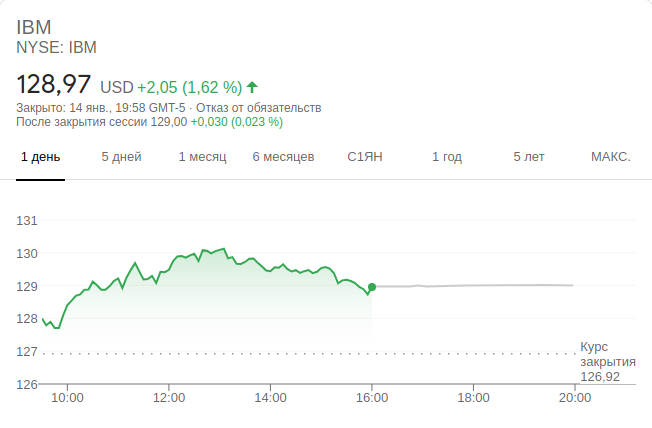 IBM
NYSE: IBM
128,97 USD +2,05 (1,62 %)
Закрыто: 14 янв., 19:58 GMT-5 · Отказ от обязательств
После закрытия сессии 129,00 +0,030 (0,023 %)
1 день 5 дней 1 месяц 6 месяцев С1ЯН 1 год 5 лет МАКС.
131
130
129
128
127
126
Курс
закрытия
126,92
10:00 12:00 14:00 16:00 18:00 20:00